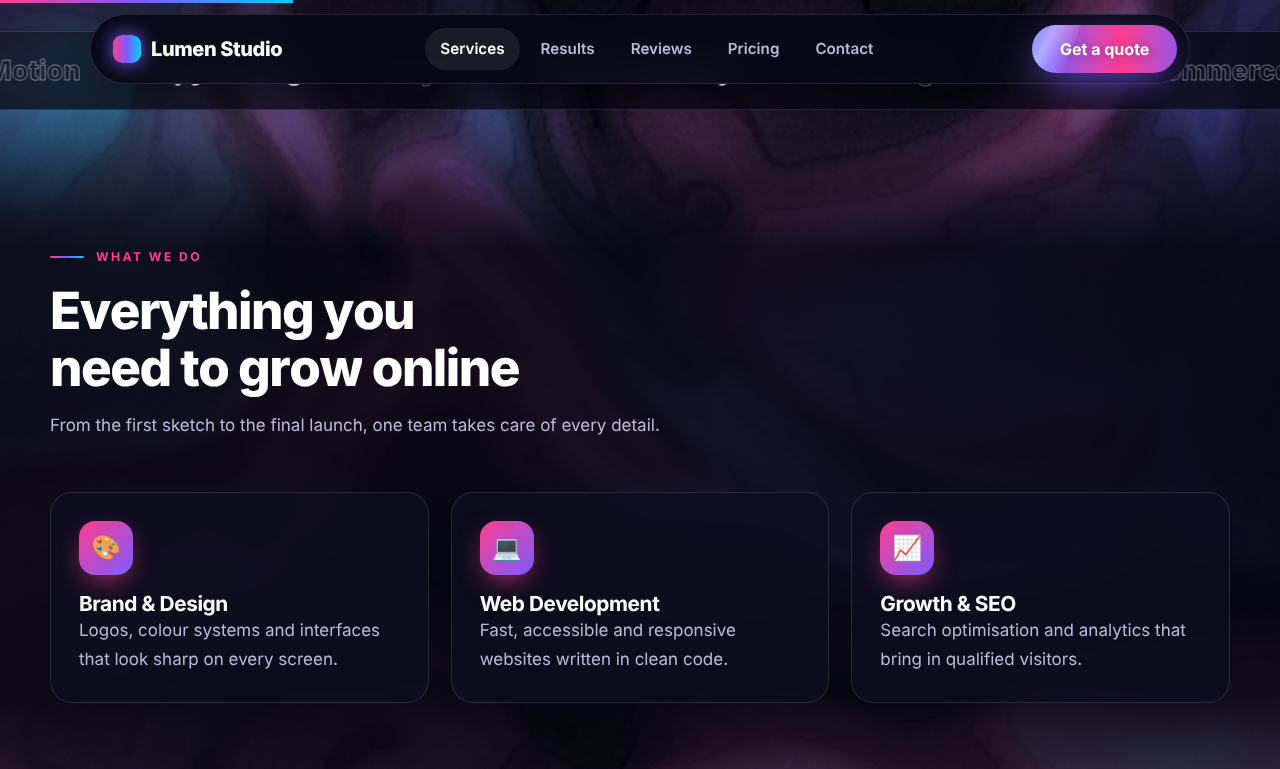 Lumen Studio
Services
Results
Reviews
Pricing
Contact
Get a quote
Motion
WHAT WE DO
Everything you
need to grow online
From the first sketch to the final launch, one team takes care of every detail.
Brand & Design
Logos, colour systems and interfaces
that look sharp on every screen.
Web Development
Fast, accessible and responsive
websites written in clean code.
Growth & SEO
Search optimisation and analytics that
bring in qualified visitors.